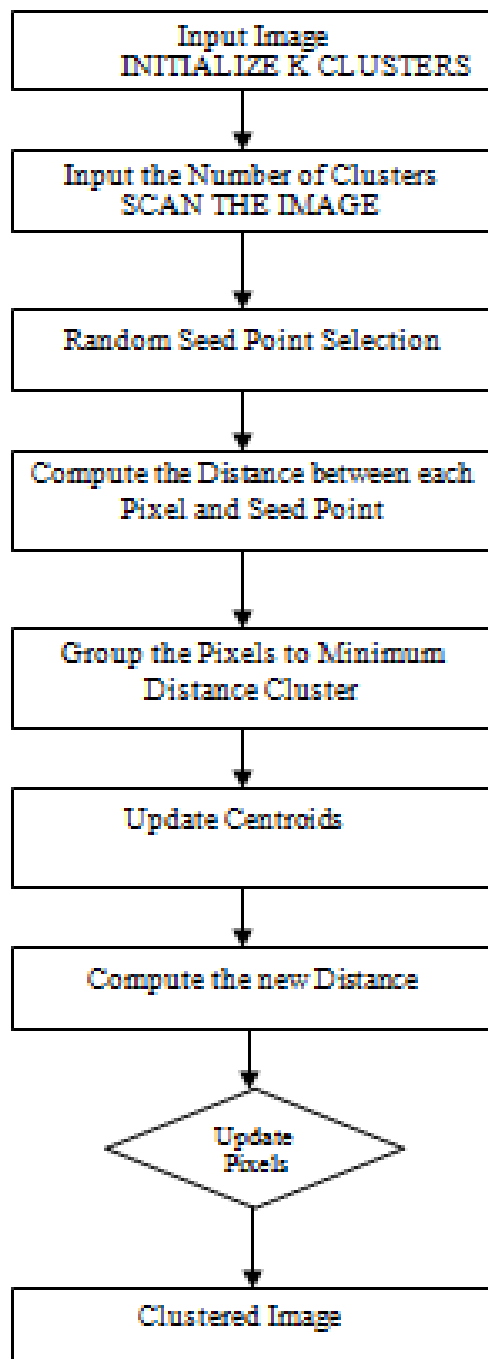 Input Image
INITIALIZE K CLUSTERS
Input the Number of Clusters
SCAN THE IMAGE
Random Seed Point Selection
Compute the Distance between each
Pixel and Seed Point
Group the Pixels to Minimum
Distance Cluster
Update Centroids
Compute the new Distance
Update
Pixels
Clustered Image